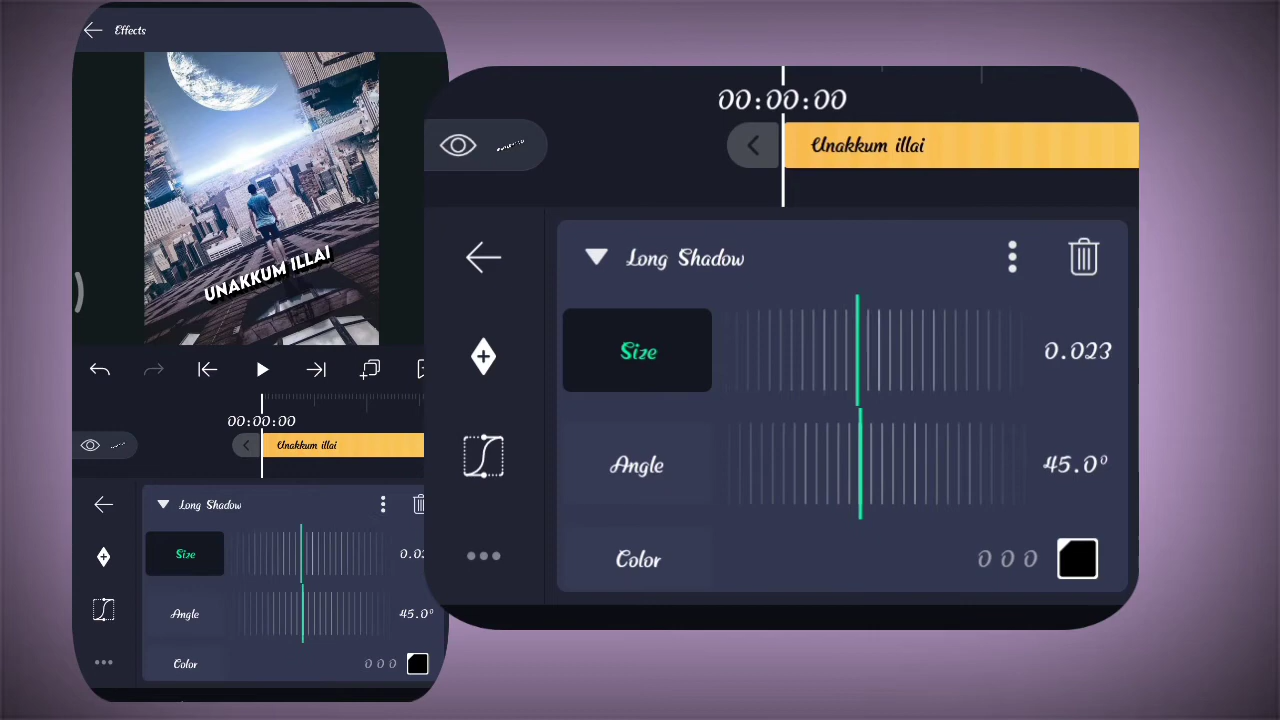 Effects
UNAKKUM ILLAI
00:00:00
Unakkum illai
Long Shadow
Size
0.02
Angle
45.0°
Color
0 0 0
00:00:00
Unakkum illai
Long Shadow
Size
0.023
Angle
45.0°
Color
0 0 0